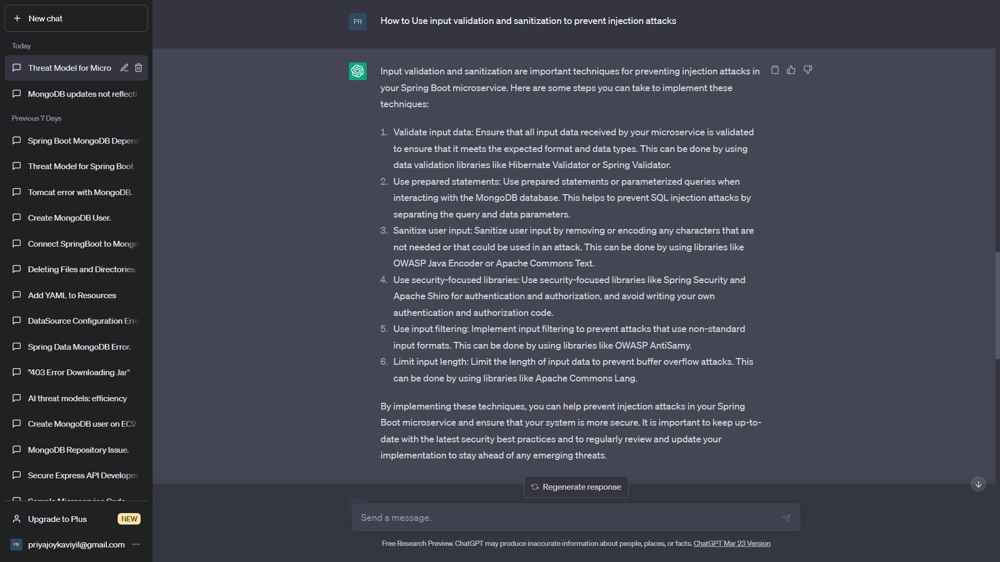 New chat
Today
Threat Model for Micro
MongoDB updates not reflecti
Previous 7 Days
Spring Boot MongoDB Depend
Threat Model for Spring Boot
Tomcat error with MongoDB.
Create MongoDB User.
Connect SpringBoot to Mongo
Deleting Files and Directories.
Add YAML to Resources
DataSource Configuration Erro
Spring Data MongoDB Error.
"403 Error Downloading Jar"
AI threat models: efficiency
Create MongoDB user on EC2
MongoDB Repository Issue.
Secure Express API Developm
Sample Microservice Code
Upgrade to Plus NEW
PR priyajoykaviyil@gmail.com
PR How to Use input validation and sanitization to prevent injection attacks
Input validation and sanitization are important techniques for preventing injection attacks in
your Spring Boot microservice. Here are some steps you can take to implement these
techniques:
1. Validate input data: Ensure that all input data received by your microservice is validated
to ensure that it meets the expected format and data types. This can be done by using
data validation libraries like Hibernate Validator or Spring Validator.
2. Use prepared statements: Use prepared statements or parameterized queries when
interacting with the MongoDB database. This helps to prevent SQL injection attacks by
separating the query and data parameters.
3. Sanitize user input: Sanitize user input by removing or encoding any characters that are
not needed or that could be used in an attack. This can be done by using libraries like
OWASP Java Encoder or Apache Commons Text.
4. Use security-focused libraries: Use security-focused libraries like Spring Security and
Apache Shiro for authentication and authorization, and avoid writing your own
authentication and authorization code.
5. Use input filtering: Implement input filtering to prevent attacks that use non-standard
input formats. This can be done by using libraries like OWASP AntiSamy.
6. Limit input length: Limit the length of input data to prevent buffer overflow attacks. This
can be done by using libraries like Apache Commons Lang.
By implementing these techniques, you can help prevent injection attacks in your Spring
Boot microservice and ensure that your system is more secure. It is important to keep up-to-
date with the latest security best practices and to regularly review and update your
implementation to stay ahead of any emerging threats.
Regenerate response
Send a message.
Free Research Preview. ChatGPT may produce inaccurate information about people, places, or facts. ChatGPT Mar 23 Version